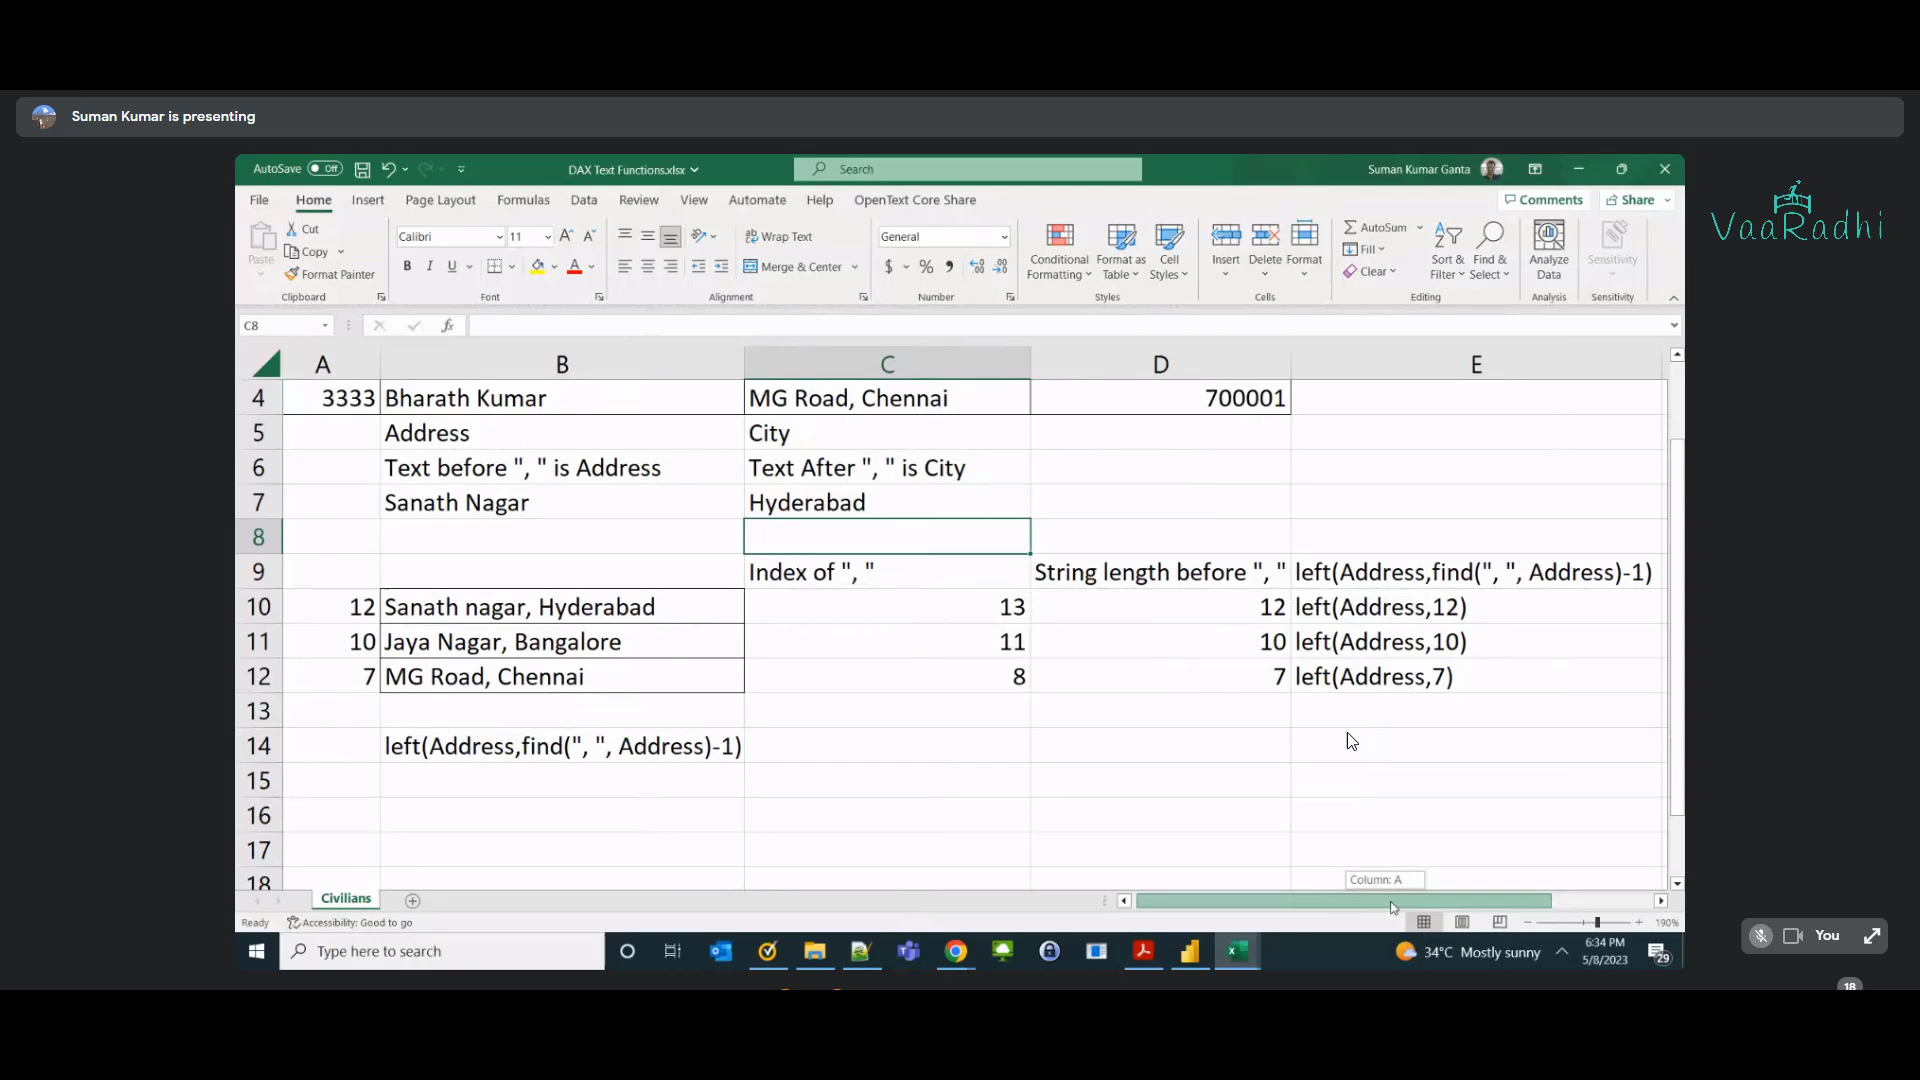 Suman Kumar is presenting
VaaRadhi
AutoSave Off
DAX Text Functions.xlsx
Search
Suman Kumar Ganta
File Home Insert Page Layout Formulas Data Review View Automate Help OpenText Core Share
Comments Share
Paste
Cut
Copy
Format Painter
Clipboard
Calibri 11
B I U
Font
Wrap Text
Merge & Center
Alignment
General
$ % 9
Number
Conditional Formatting
Format as Table
Cell Styles
Styles
Insert Delete Format
Cells
AutoSum
Fill
Clear
Sort & Filter
Find & Select
Editing
Analyze Data
Analysis
Sensitivity
Sensitivity
C8 fx
A B C D E
4 3333 Bharath Kumar MG Road, Chennai 700001
5 Address City
6 Text before ", " is Address Text After ", " is City
7 Sanath Nagar Hyderabad
8
9 Index of ", " String length before ", " left(Address,find(", ", Address)-1)
10 12 Sanath nagar, Hyderabad 13 12 left(Address,12)
11 10 Jaya Nagar, Bangalore 11 10 left(Address,10)
12 7 MG Road, Chennai 8 7 left(Address,7)
13
14 left(Address,find(", ", Address)-1)
15
16
17
18
Column: A
Civilians
Ready Accessibility: Good to go 190%
Type here to search
34°C Mostly sunny
6:34 PM
5/8/2023
29
You
18